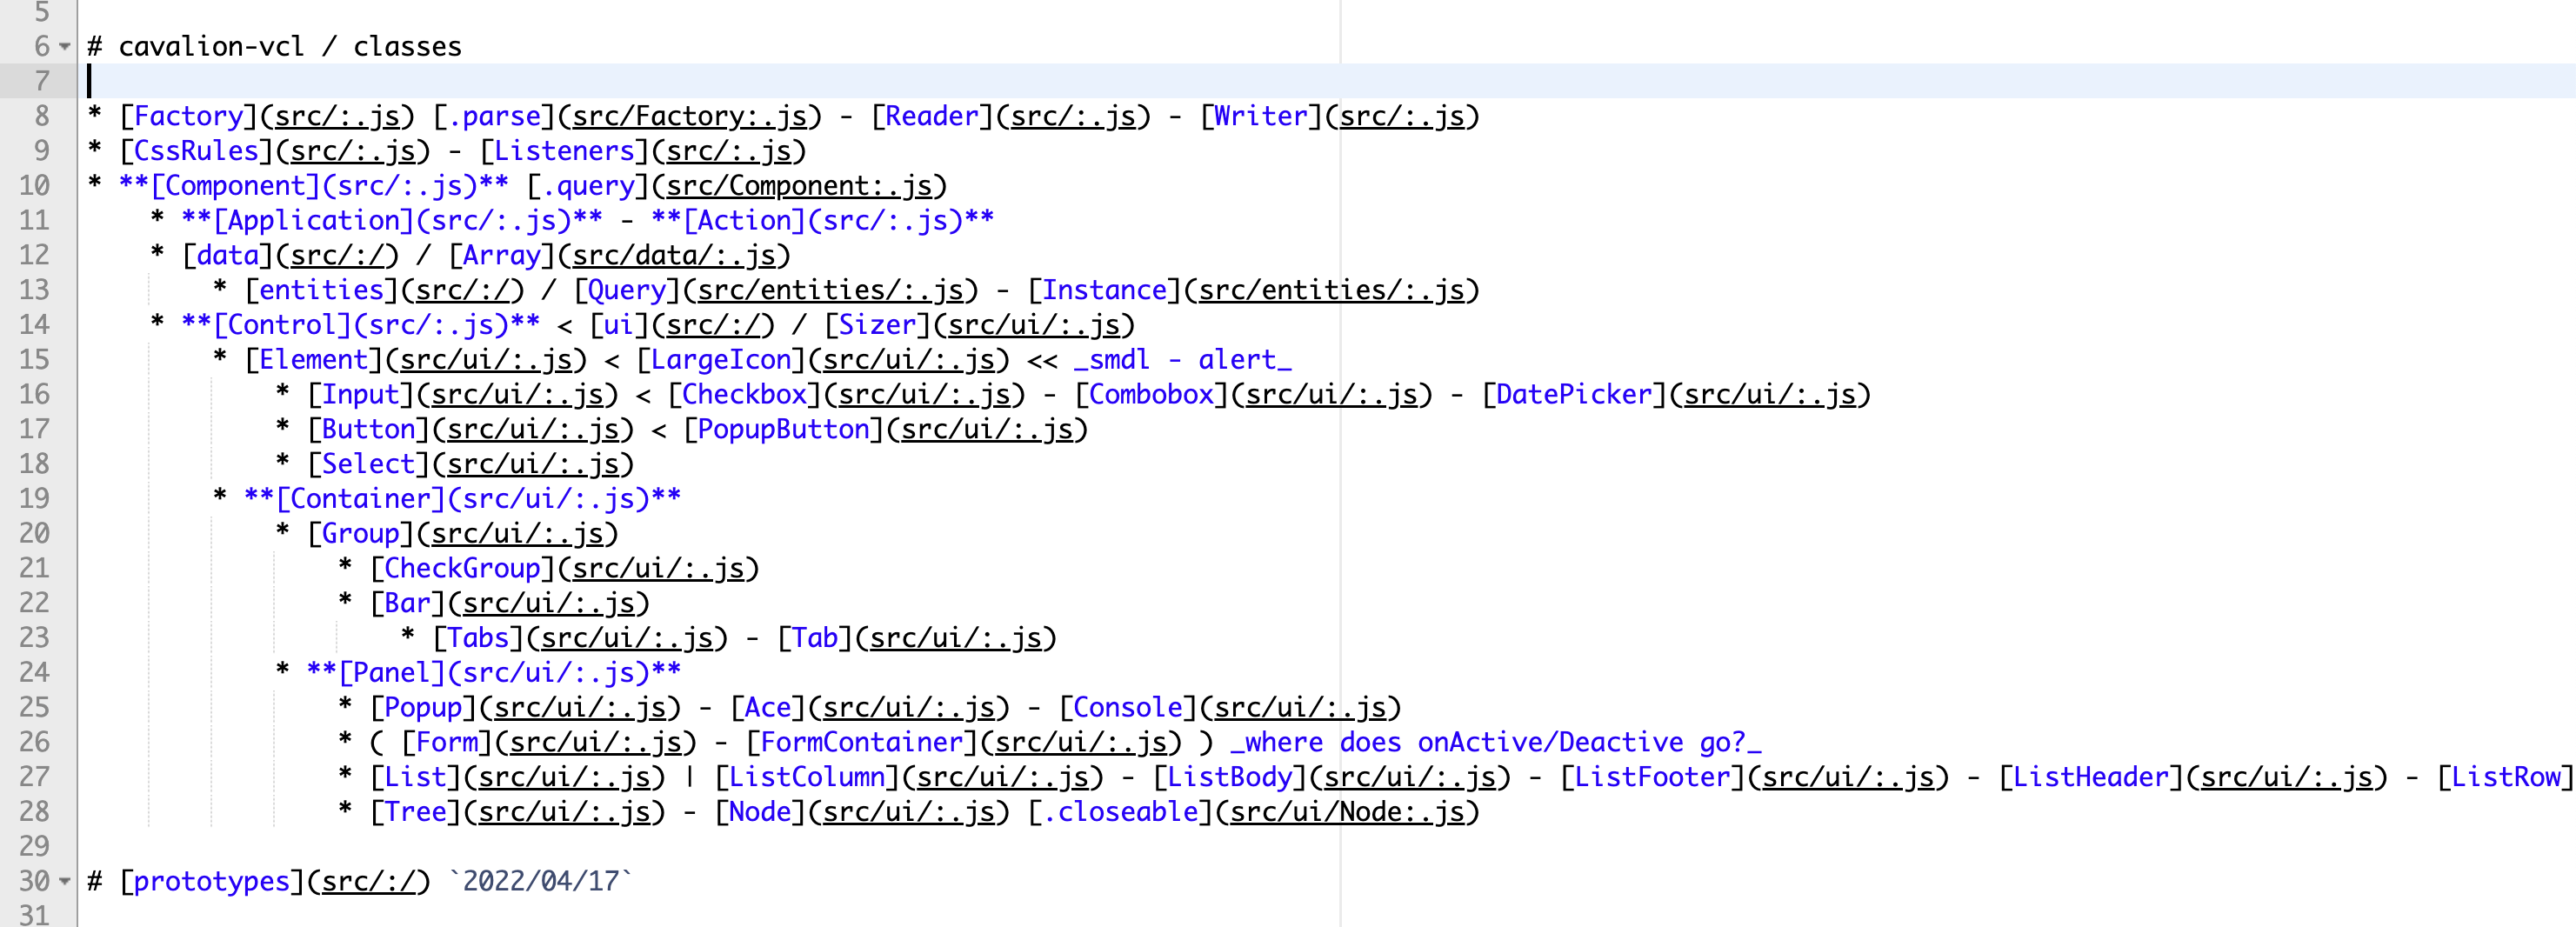 5
6 # cavalion-vcl / classes
7
8 * [Factory](src/:.js) [.parse](src/Factory:.js) - [Reader](src/:.js) - [Writer](src/:.js)
9 * [CssRules](src/:.js) - [Listeners](src/:.js)
10 * **[Component](src/:.js)** [.query](src/Component:.js)
11     * **[Application](src/:.js)** - **[Action](src/:.js)**
12     * [data](src/:/) / [Array](src/data/:.js)
13         * [entities](src/:/) / [Query](src/entities/:.js) - [Instance](src/entities/:.js)
14     * **[Control](src/:.js)** < [ui](src/:/) / [Sizer](src/ui/:.js)
15         * [Element](src/ui/:.js) < [LargeIcon](src/ui/:.js) << _smdl - alert_
16             * [Input](src/ui/:.js) < [Checkbox](src/ui/:.js) - [Combobox](src/ui/:.js) - [DatePicker](src/ui/:.js)
17             * [Button](src/ui/:.js) < [PopupButton](src/ui/:.js)
18             * [Select](src/ui/:.js)
19         * **[Container](src/ui/:.js)**
20             * [Group](src/ui/:.js)
21                 * [CheckGroup](src/ui/:.js)
22                 * [Bar](src/ui/:.js)
23                     * [Tabs](src/ui/:.js) - [Tab](src/ui/:.js)
24             * **[Panel](src/ui/:.js)**
25                 * [Popup](src/ui/:.js) - [Ace](src/ui/:.js) - [Console](src/ui/:.js)
26                 * ( [Form](src/ui/:.js) - [FormContainer](src/ui/:.js) ) _where does onActive/Deactive go?_
27                 * [List](src/ui/:.js) | [ListColumn](src/ui/:.js) - [ListBody](src/ui/:.js) - [ListFooter](src/ui/:.js) - [ListHeader](src/ui/:.js) - [ListRow]
28                 * [Tree](src/ui/:.js) - [Node](src/ui/:.js) [.closeable](src/ui/Node:.js)
29
30 # [prototypes](src/:/) `2022/04/17`
31